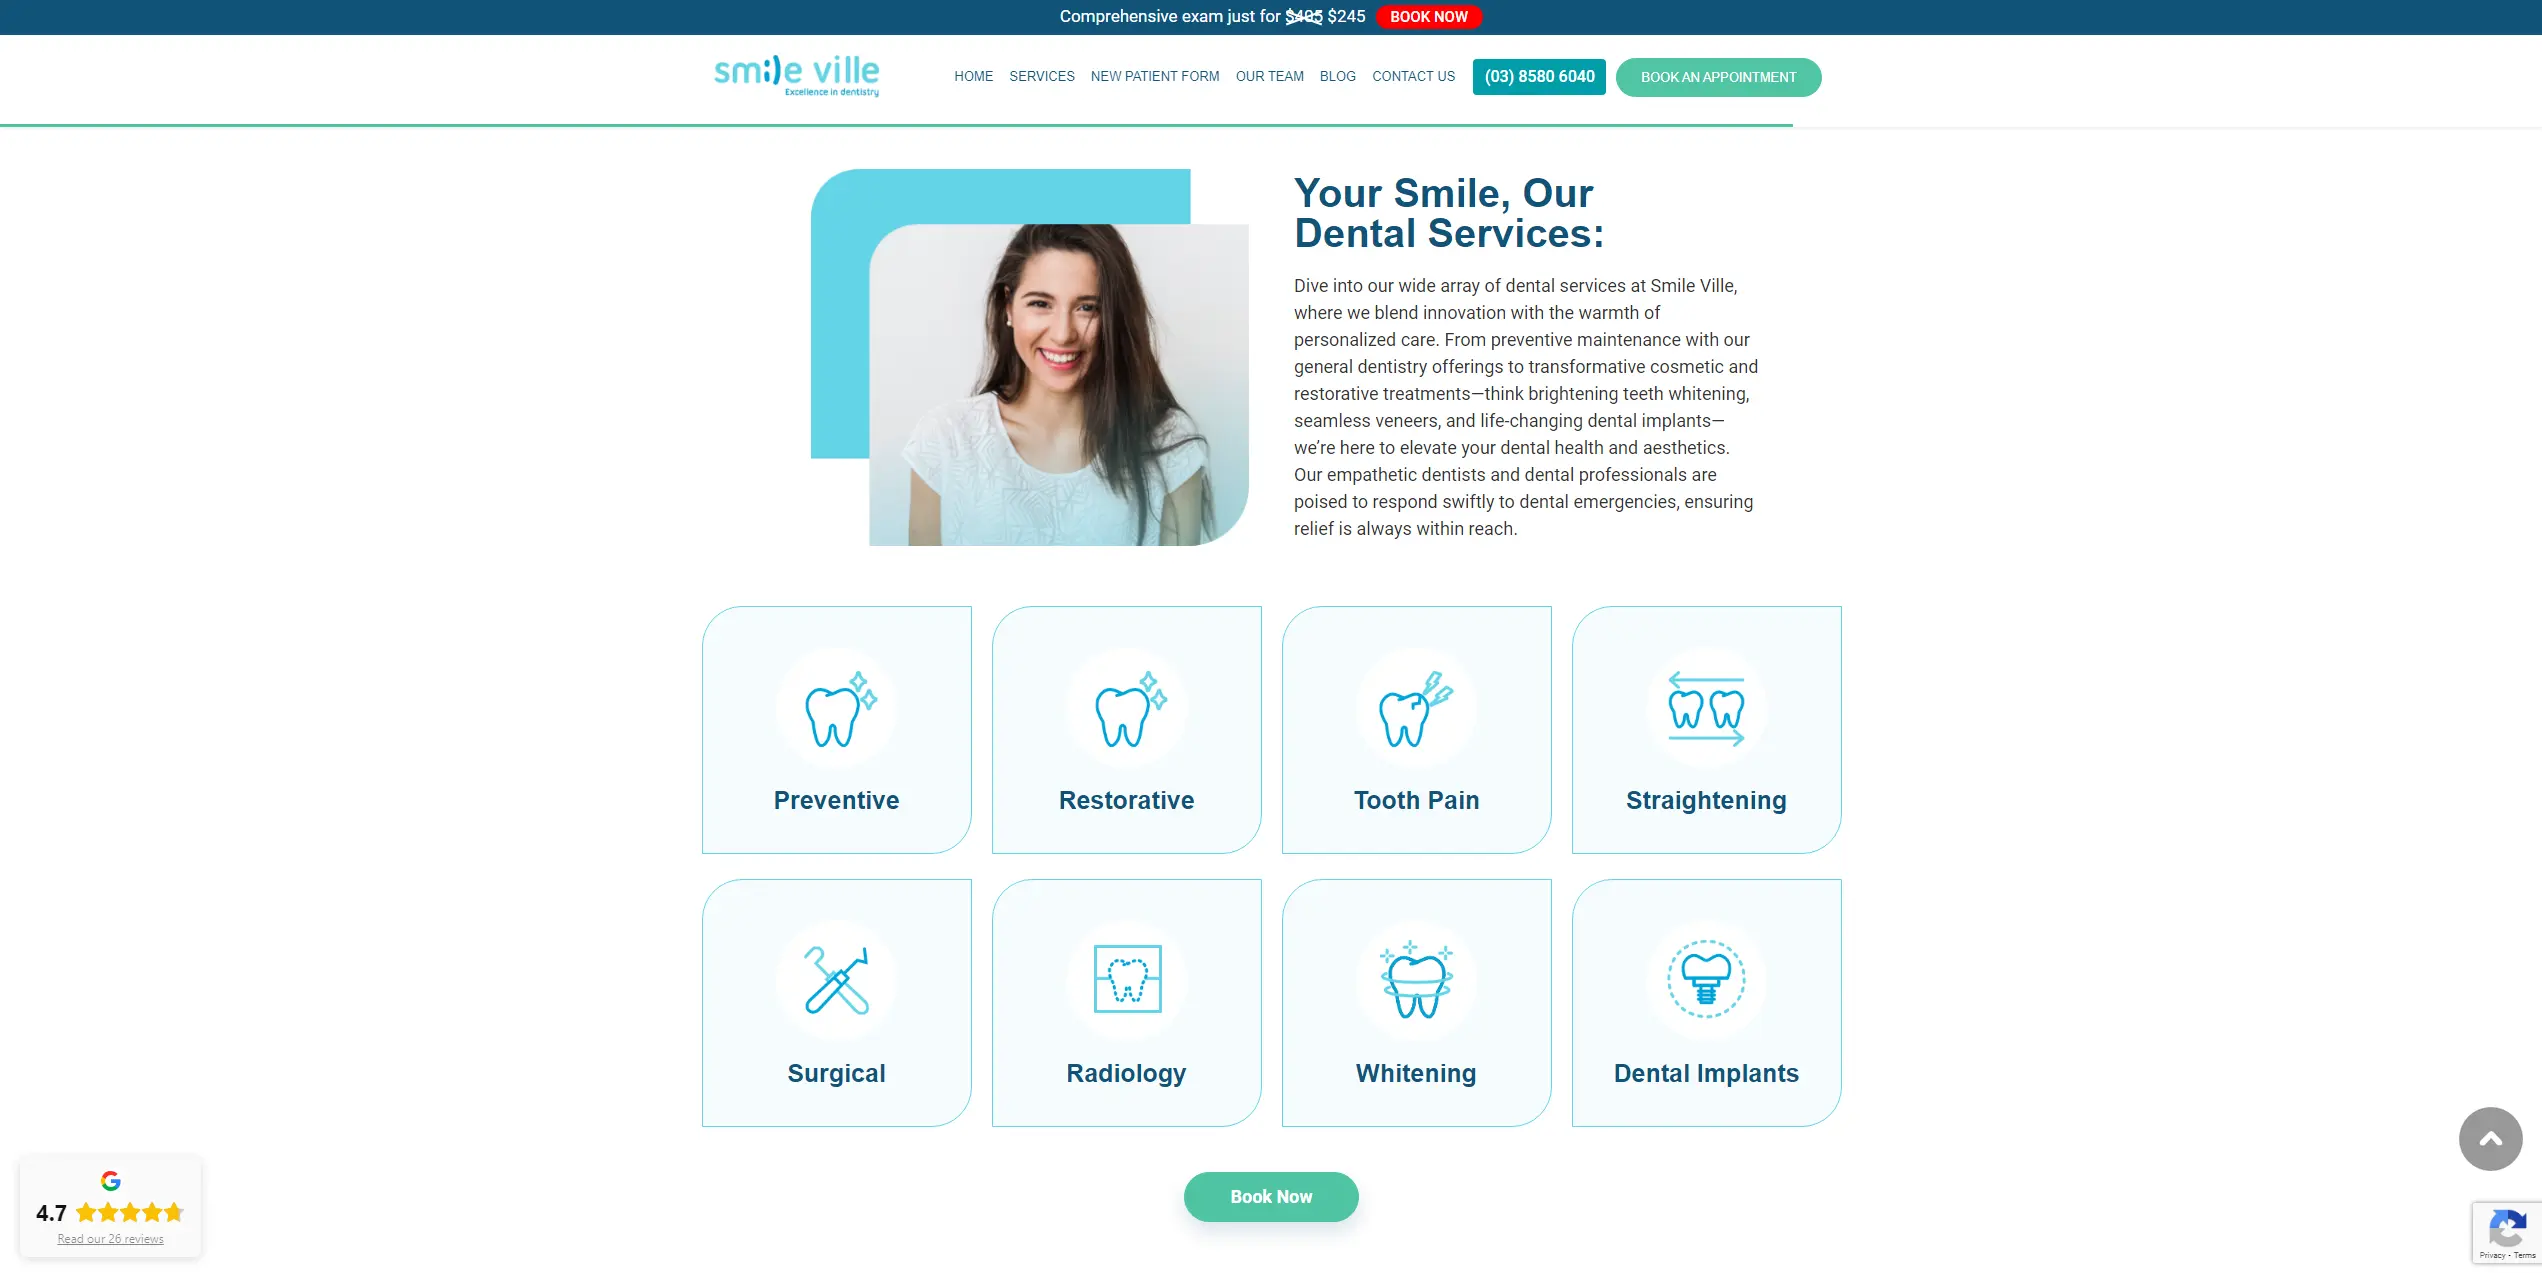 Comprehensive exam just for $495 $245 BOOK NOW
smile ville
Excellence in dentistry
HOME SERVICES NEW PATIENT FORM OUR TEAM BLOG CONTACT US (03) 8580 6040 BOOK AN APPOINTMENT
Your Smile, Our
Dental Services:
Dive into our wide array of dental services at Smile Ville,
where we blend innovation with the warmth of
personalized care. From preventive maintenance with our
general dentistry offerings to transformative cosmetic and
restorative treatments—think brightening teeth whitening,
seamless veneers, and life-changing dental implants—
we’re here to elevate your dental health and aesthetics.
Our empathetic dentists and dental professionals are
poised to respond swiftly to dental emergencies, ensuring
relief is always within reach.
Preventive
Restorative
Tooth Pain
Straightening
Surgical
Radiology
Whitening
Dental Implants
Book Now
4.7
Read our 26 reviews
Privacy - Terms